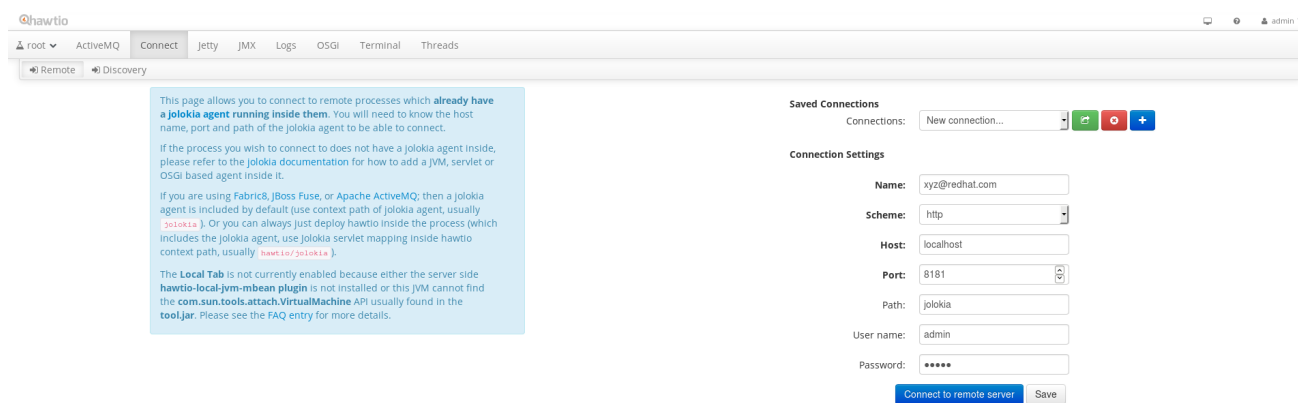 hawtio
admin
root ActiveMQ Connect Jetty JMX Logs OSGi Terminal Threads
Remote Discovery
This page allows you to connect to remote processes which already have
a jolokia agent running inside them. You will need to know the host
name, port and path of the jolokia agent to be able to connect.
If the process you wish to connect to does not have a jolokia agent inside,
please refer to the jolokia documentation for how to add a JVM, servlet or
OSGi based agent inside it.
If you are using Fabric8, JBoss Fuse, or Apache ActiveMQ; then a jolokia
agent is included by default (use context path of jolokia agent, usually
jolokia ). Or you can always just deploy hawtio inside the process (which
includes the jolokia agent, use Jolokia servlet mapping inside hawtio
context path, usually hawtio/jolokia ).
The Local Tab is not currently enabled because either the server side
hawtio-local-jvm-mbean plugin is not installed or this JVM cannot find
the com.sun.tools.attach.VirtualMachine API usually found in the
tool.jar. Please see the FAQ entry for more details.
Saved Connections
Connections: New connection...
Connection Settings
Name: xyz@redhat.com
Scheme: http
Host: localhost
Port: 8181
Path: jolokia
User name: admin
Password: •••••
Connect to remote server Save